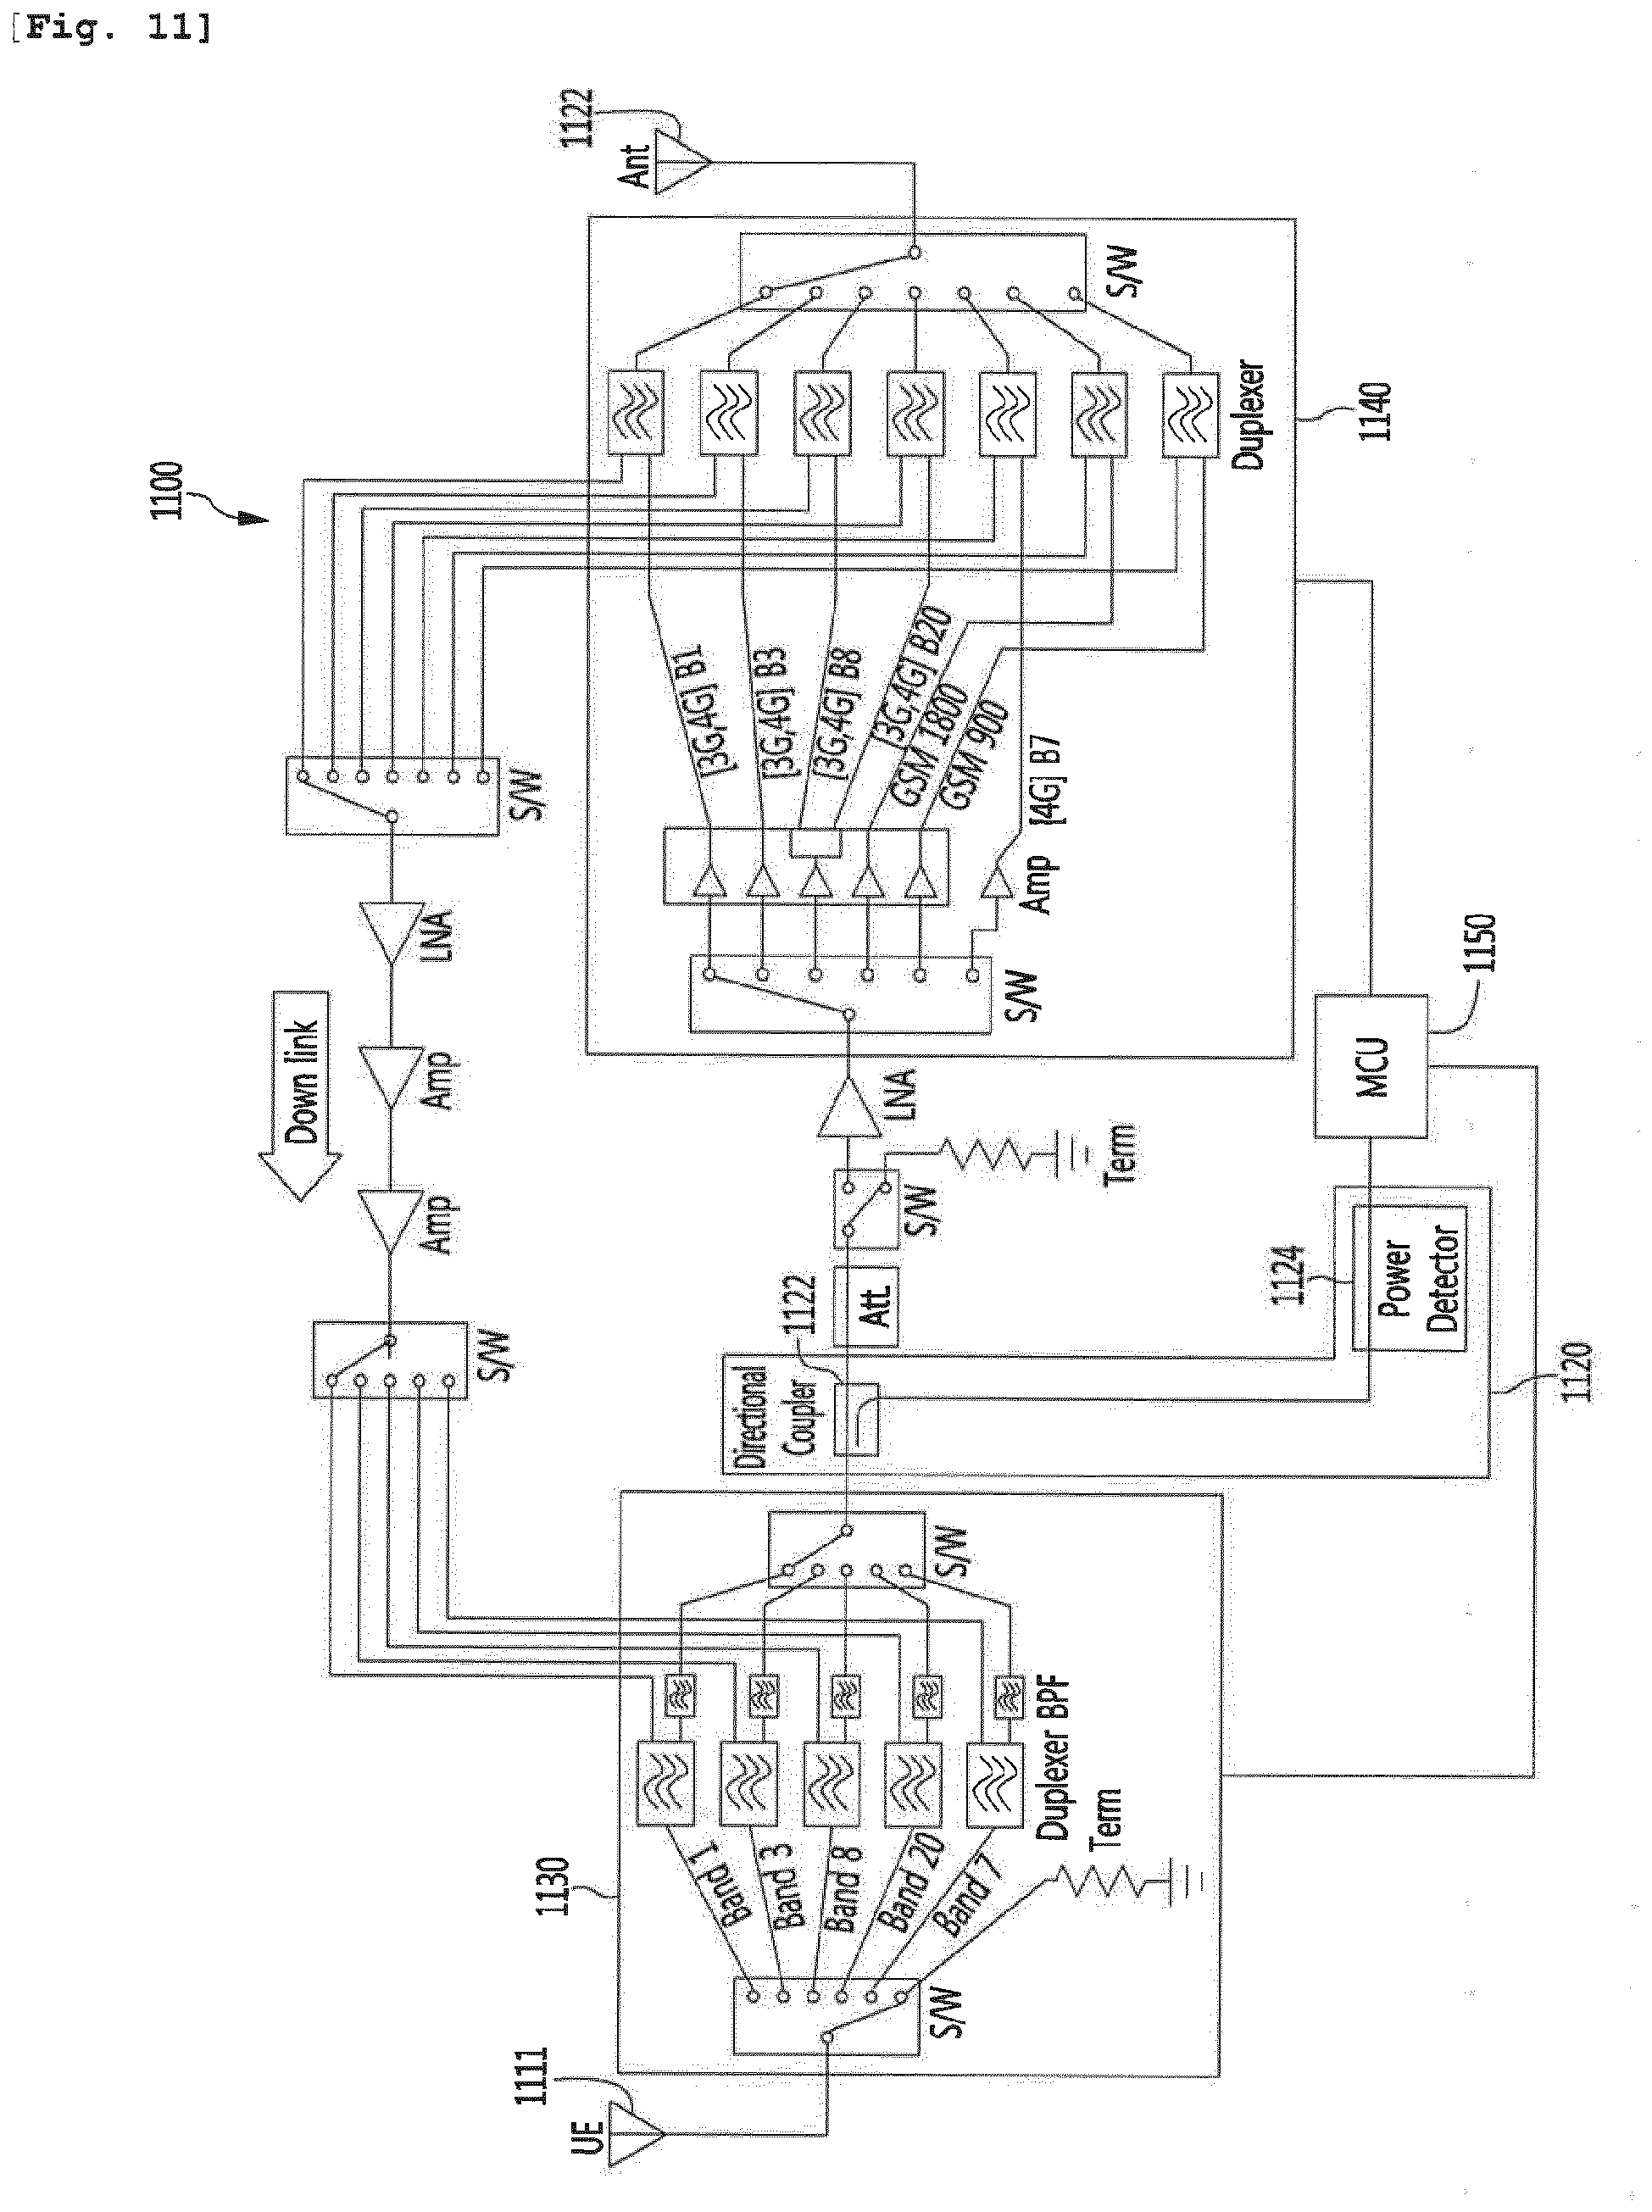 [Fig. 11]
1100
Down link
S/W
Amp
Amp
LNA
S/W
UE
1111
1130
S/W
Band 1
Band 3
Band 8
Band 20
Band 7
Term
Duplexer BPF
S/W
Directional
Coupler
1122
Att.
S/W
Term
LNA
S/W
Amp
[3G,4G] B1
[3G,4G] B3
[3G,4G] B8
[3G,4G] B20
GSM 1800
GSM 900
[4G] B7
Duplexer
S/W
Ant
1122
1140
1120
1124
Power
Detector
MCU
1150